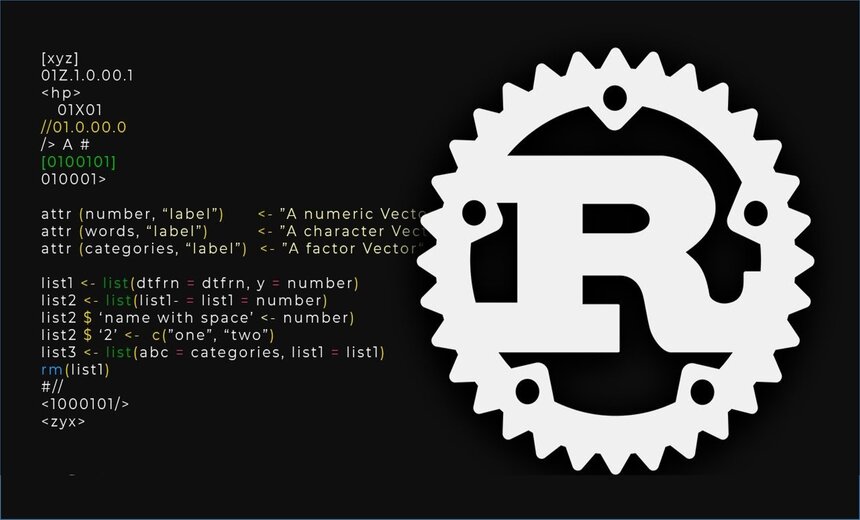 [xyz]
01Z.1.0.00.1
<hp>
01X01
//01.0.00.0
/> A #
[0100101]
010001>
attr (number, “label”) <- ”A numeric
attr (words, “label”) <- ”A character
attr (categories, “label”) <- ”A factor Vector”
list1 <- list(dtfrn = dtfrn, y = number)
list2 <- list(list1- = list1 = number)
list2 $ ‘name with space’ <- number)
list2 $ ‘2’ <- c(”one”, “two”)
list3 <- list(abc = categories, list1 = list1)
rm(list1)
#//
<1000101/>
<zyx>
R